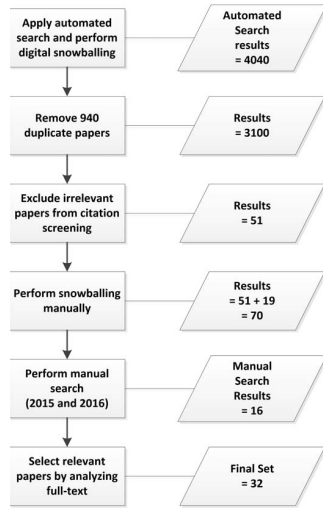 Apply automated
search and perform
digital snowballing
Automated
Search
results
= 4040
Remove 940
duplicate papers
Results
= 3100
Exclude irrelevant
papers from citation
screening
Results
= 51
Perform snowballing
manually
Results
= 51 + 19
= 70
Perform manual
search
(2015 and 2016)
Manual
Search
Results
= 16
Select relevant
papers by analyzing
full-text
Final Set
= 32